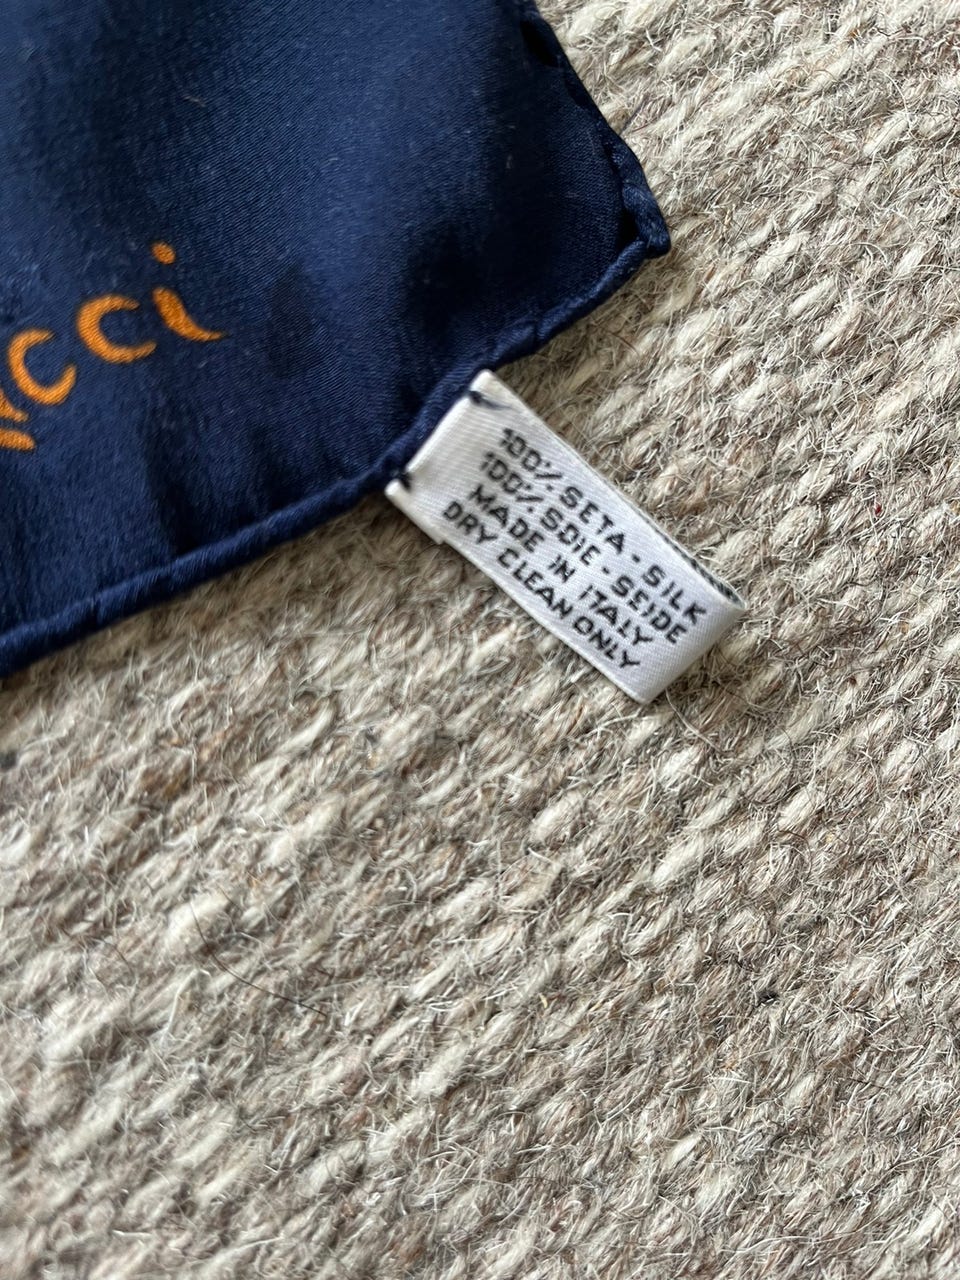 ucci
100% SETA - SILK
100% SOIE - SEIDE
MADE IN ITALY
DRY CLEAN ONLY